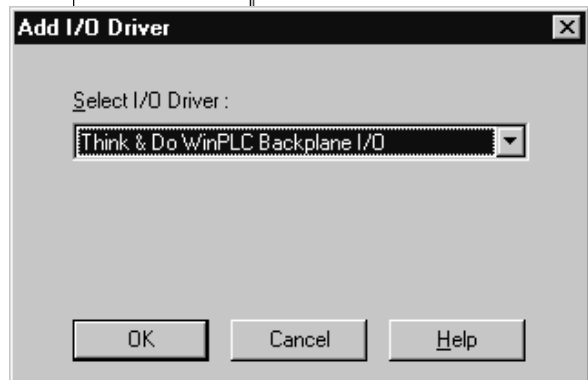 Add I/O Driver
Select I/O Driver :
Think & Do WinPLC Backplane I/O
OK Cancel Help